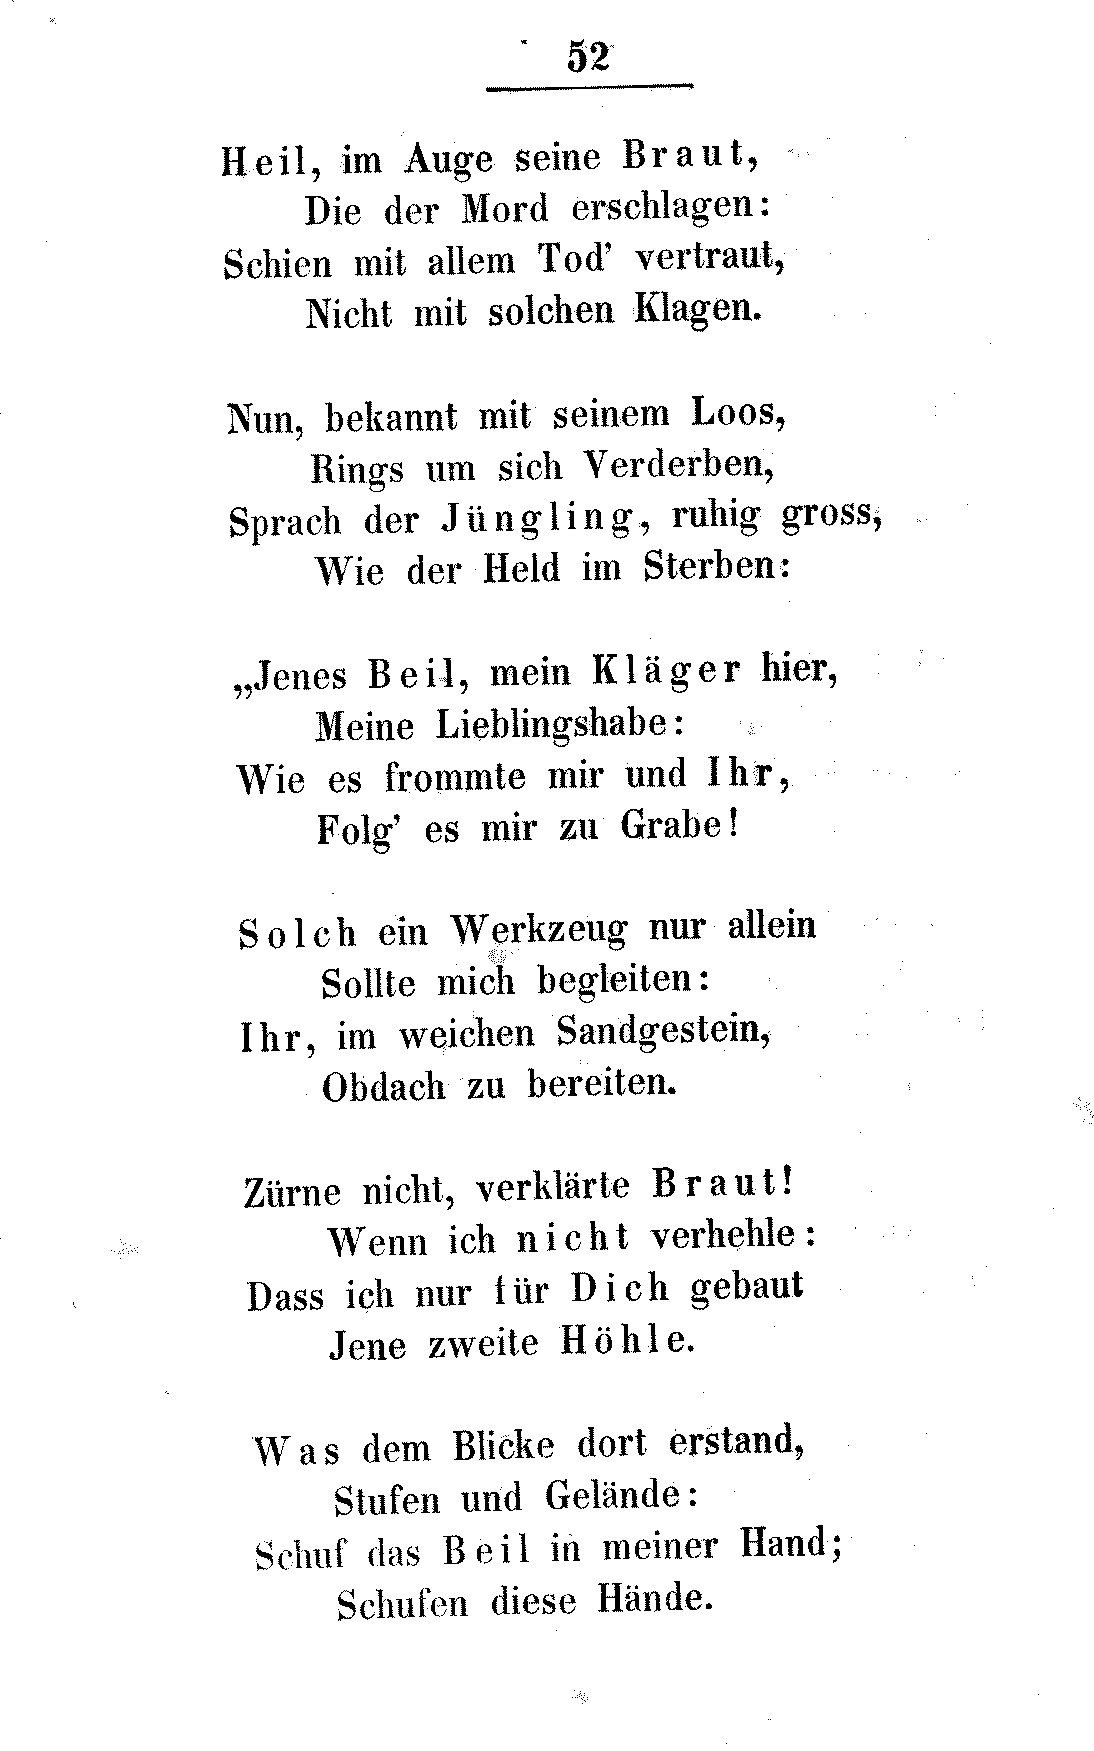 52
Heil, im Auge seine Braut,
Die der Mord erschlagen:
Schien mit allem Tod' vertraut,
Nicht mit solchen Klagen.
Nun, bekannt mit seinem Loos,
Rings um sich Verderben,
Sprach der Jüngling, ruhig gross,
Wie der Held im Sterben:
„Jenes Beil, mein Kläger hier,
Meine Lieblingshabe:
Wie es frommte mir und Ihr,
Folg' es mir zu Grabe!
Solch ein Werkzeug nur allein
Sollte mich begleiten:
Ihr, im weichen Sandgestein,
Obdach zu bereiten.
Zürne nicht, verklärte Braut!
Wenn ich nicht verhehle:
Dass ich nur für Dich gebaut
Jene zweite Höhle.
Was dem Blicke dort erstand,
Stufen und Gelände:
Schuf das Beil in meiner Hand;
Schufen diese Hände.